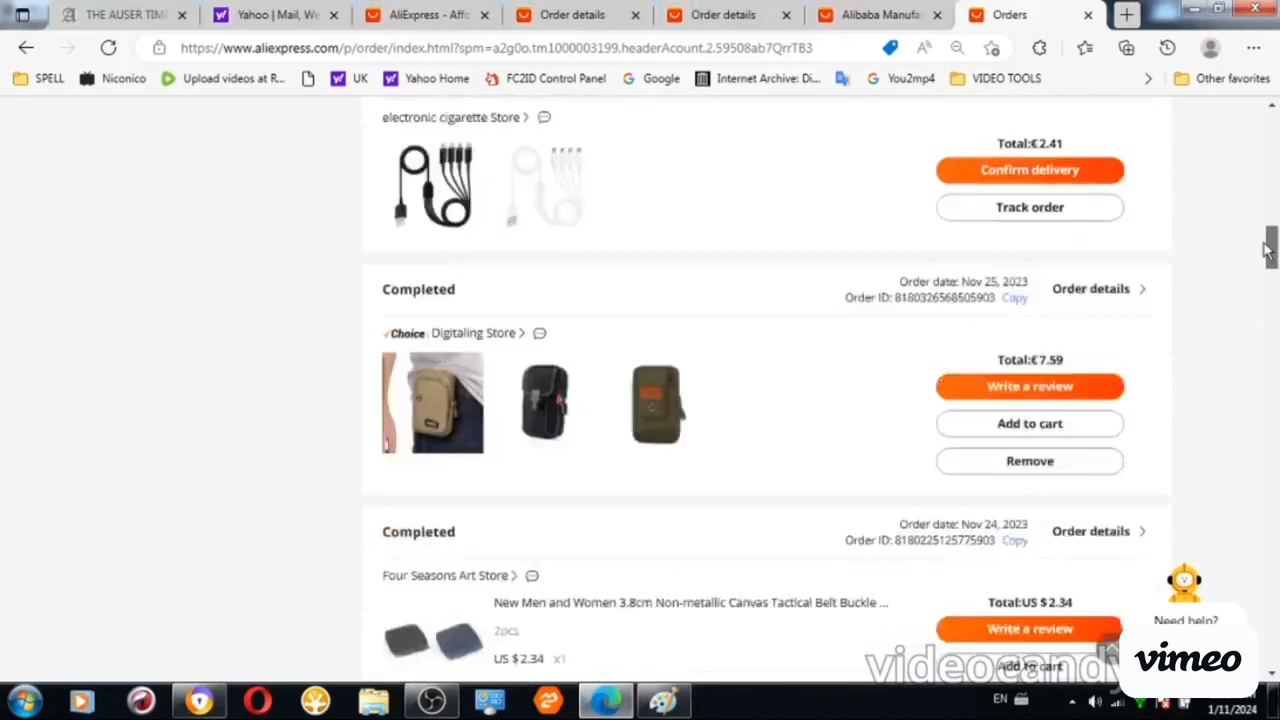 THE AUSER TIM
Yahoo | Mail, We
AliExpress - Affo
Order details
Order details
Alibaba Manufa
Orders
https://www.aliexpress.com/p/order/index.html?spm=a2g0o.tm1000003199.headerAcount.2.59508ab7QrrTB3
SPELL
Niconico
Upload videos at R...
UK
Yahoo Home
FC2ID Control Panel
Google
Internet Archive: Di...
You2mp4
VIDEO TOOLS
Other favorites
electronic cigarette Store >
Total:€ 2.41
Confirm delivery
Track order
Completed
Order date: Nov 25, 2023
Order ID: 8180326568505903 Copy
Order details >
Choice Digitaling Store >
Total:€ 7.59
Write a review
Add to cart
Remove
Completed
Order date: Nov 24, 2023
Order ID: 8180225125775903 Copy
Order details >
Four Seasons Art Store >
New Men and Women 3.8cm Non-metallic Canvas Tactical Belt Buckle ...
2pcs
US $2.34 x1
Total:US $2.34
Write a review
Add to cart
Need help?
videocandy
vimeo
EN
1/11/2024